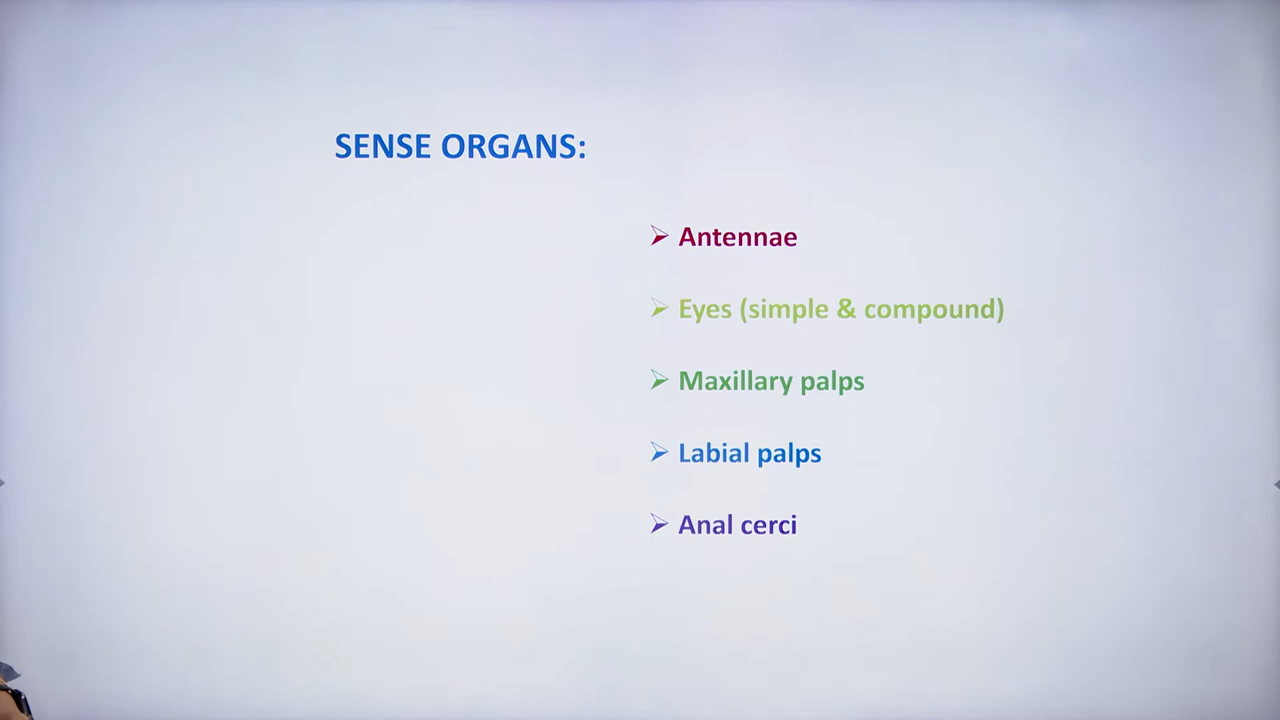 SENSE ORGANS:
Antennae
Eyes (simple & compound)
Maxillary palps
Labial palps
Anal cerci